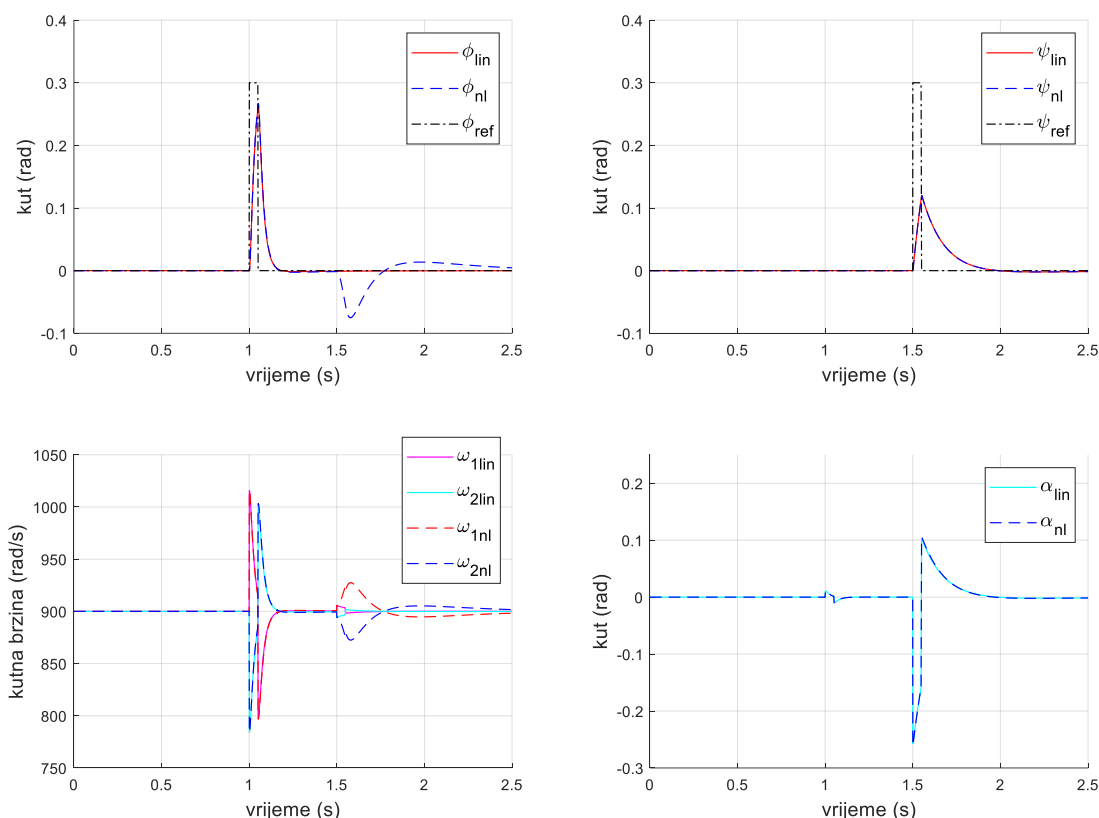 0.4
0.3
0.2
0.1
0
-0.1
kut (rad)
0 0.5 1 1.5 2 2.5
vrijeme (s)
ϕlin
ϕnl
ϕref
0.4
0.3
0.2
0.1
0
-0.1
kut (rad)
0 0.5 1 1.5 2 2.5
vrijeme (s)
ψlin
ψnl
ψref
1050
1000
950
900
850
800
750
kutna brzina (rad/s)
0 0.5 1 1.5 2 2.5
vrijeme (s)
ω1lin
ω2lin
ω1nl
ω2nl
0.2
0.1
0
-0.1
-0.2
-0.3
kut (rad)
0 0.5 1 1.5 2 2.5
vrijeme (s)
αlin
αnl